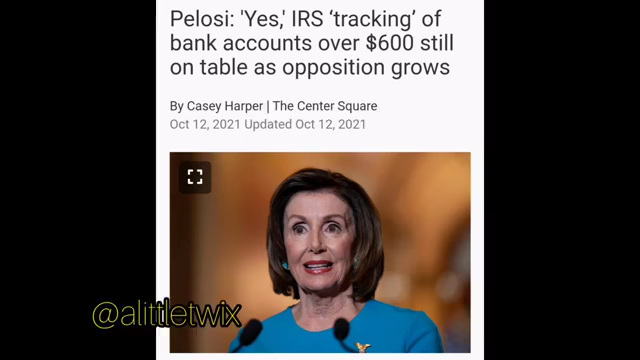 Pelosi: 'Yes,' IRS ‘tracking’ of
bank accounts over $600 still
on table as opposition grows
By Casey Harper | The Center Square
Oct 12, 2021 Updated Oct 12, 2021
@alittletwix